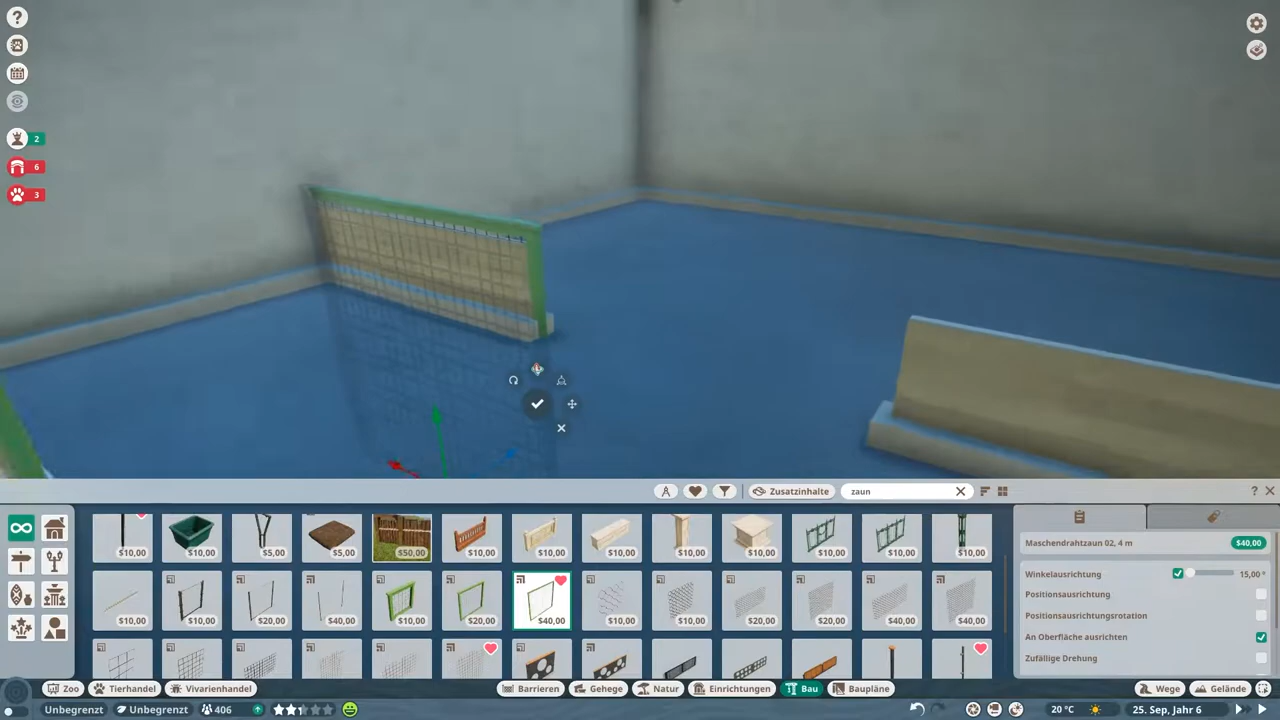 ?
2
6
3
Zusatzinhalte
zaun
?
$10,00
$10,00
$5,00
$5,00
$50,00
$10,00
$10,00
$10,00
$10,00
$10,00
$10,00
$10,00
$10,00
Maschendrahtzaun 02, 4 m
$40,00
$10,00
$10,00
$20,00
$40,00
$10,00
$20,00
$40,00
$10,00
$10,00
$20,00
$20,00
$40,00
$40,00
Winkelausrichtung
15,00°
Positionsausrichtung
Positionsausrichtungsrotation
An Oberfläche ausrichten
Zufällige Drehung
Zoo
Tierhandel
Vivarienhandel
Barrieren
Gehege
Natur
Einrichtungen
Bau
Baupläne
Wege
Gelände
Unbegrenzt
Unbegrenzt
406
20 °C
25. Sep, Jahr 6